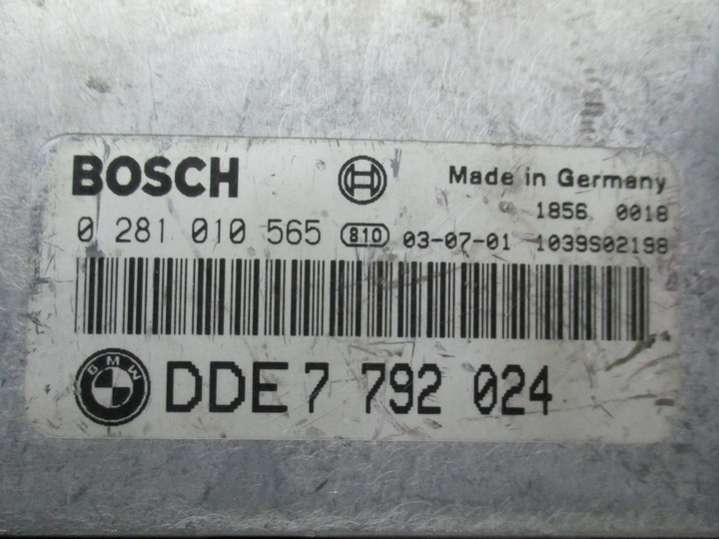 BOSCH
Made in Germany
1856 0018
0 281 010 565 810 03-07-01 1039S02198
BMW
DDE 7 792 024